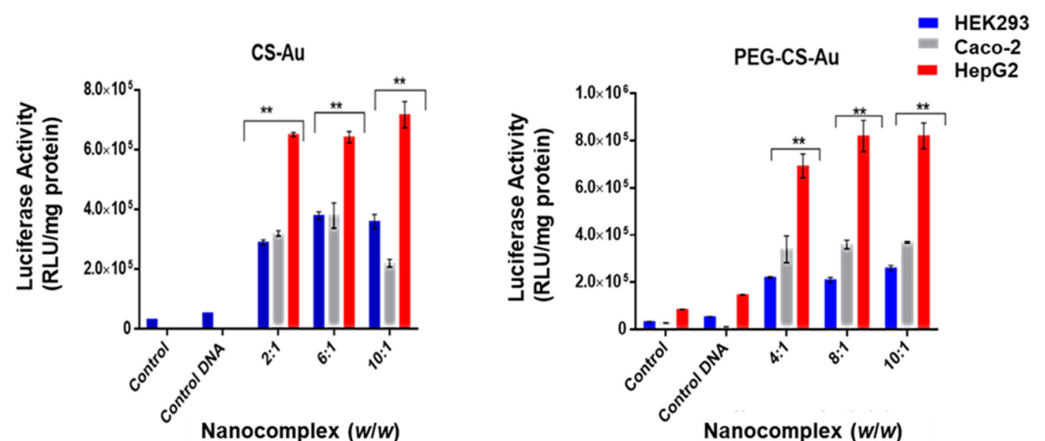 HEK293
Caco-2
HepG2
CS-Au
Luciferase Activity
(RLU/mg protein)
8.0×10⁵
6.0×10⁵
4.0×10⁵
2.0×10⁵
0
**
**
**
Control
Control DNA
2:1
6:1
10:1
Nanocomplex (w/w)
PEG-CS-Au
Luciferase Activity
(RLU/mg protein)
1.0×10⁶
8.0×10⁵
6.0×10⁵
4.0×10⁵
2.0×10⁵
0
**
**
**
Control
Control DNA
4:1
8:1
10:1
Nanocomplex (w/w)